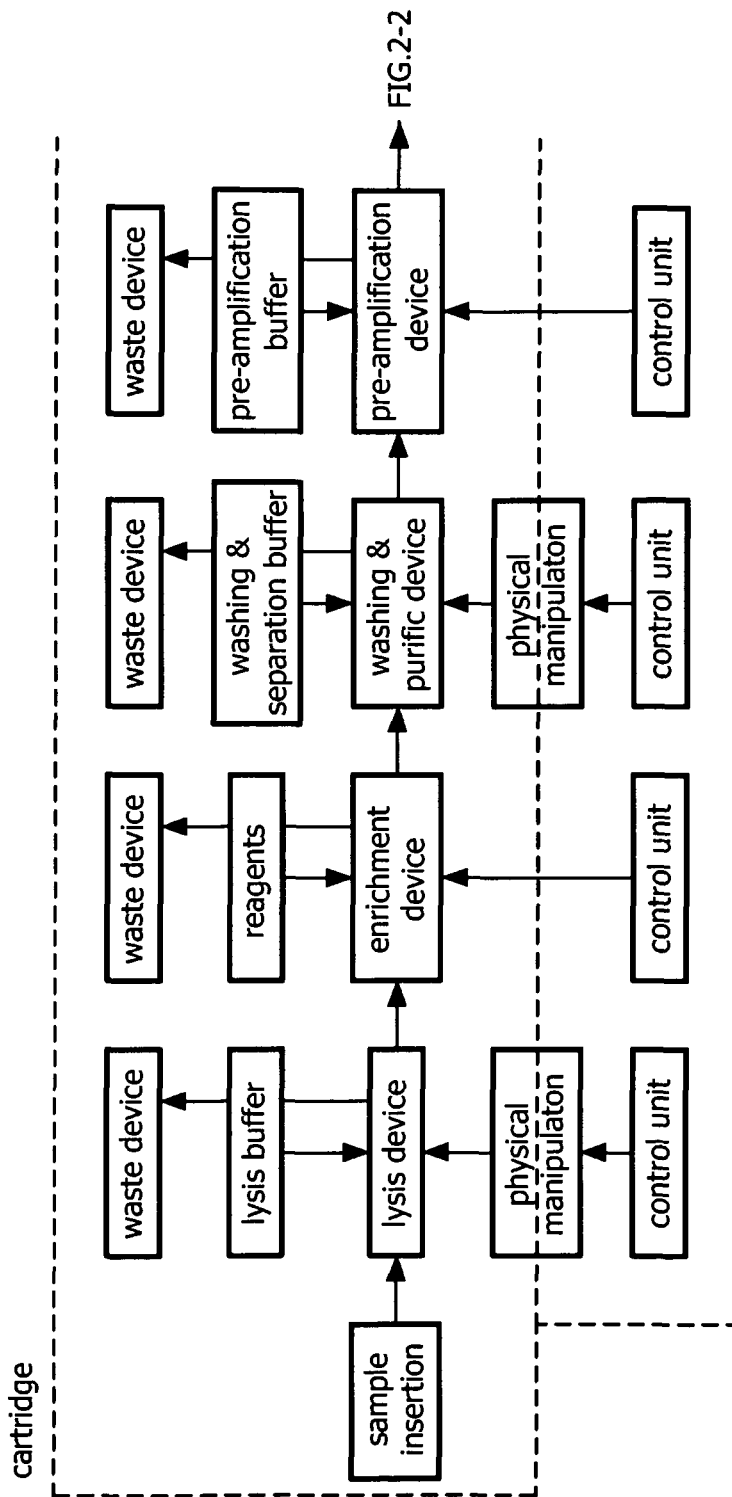 cartridge
waste device
waste device
waste device
waste device
lysis buffer
reagents
washing &
separation buffer
pre-amplification
buffer
sample
insertion
lysis device
enrichment
device
washing &
purific device
pre-amplification
device
FIG.2-2
physical
manipulaton
physical
manipulaton
control unit
control unit
control unit
control unit